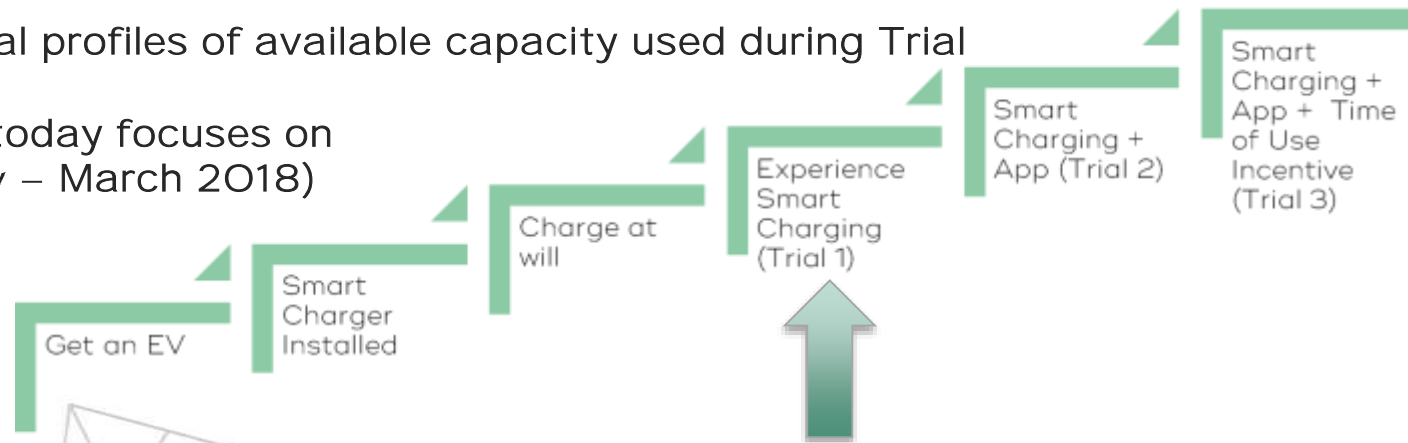 al profiles of available capacity used during Trial
today focuses on
– March 2018)
Get an EV
Smart
Charger
Installed
Charge at
will
Experience
Smart
Charging
(Trial 1)
Smart
Charging +
App (Trial 2)
Smart
Charging +
App + Time
of Use
Incentive
(Trial 3)